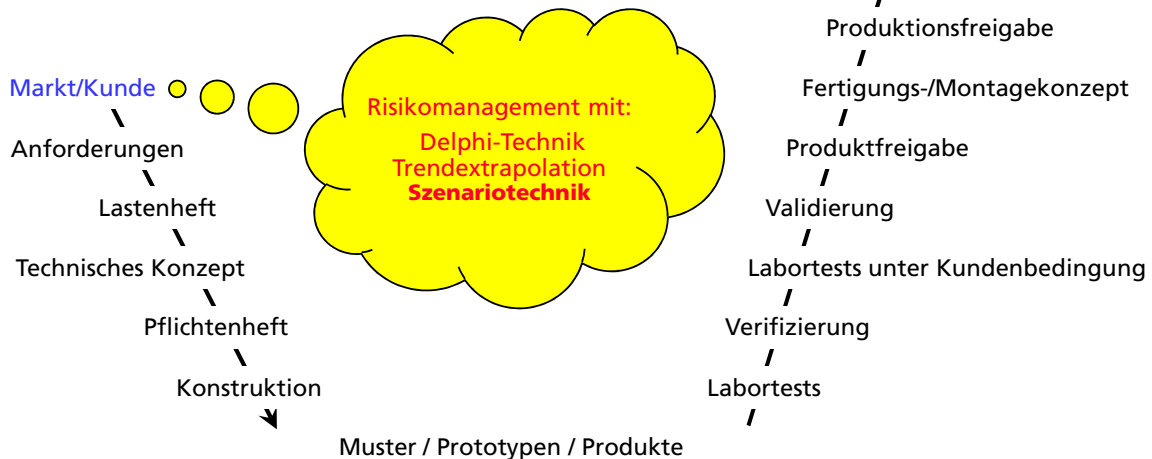 Markt/Kunde
Anforderungen
Lastenheft
Technisches Konzept
Pflichtenheft
Konstruktion
Muster / Prototypen / Produkte
Risikomanagement mit:
Delphi-Technik
Trendextrapolation
Szenariotechnik
Produktionsfreigabe
Fertigungs-/Montagekonzept
Produktfreigabe
Validierung
Labortests unter Kundenbedingung
Verifizierung
Labortests